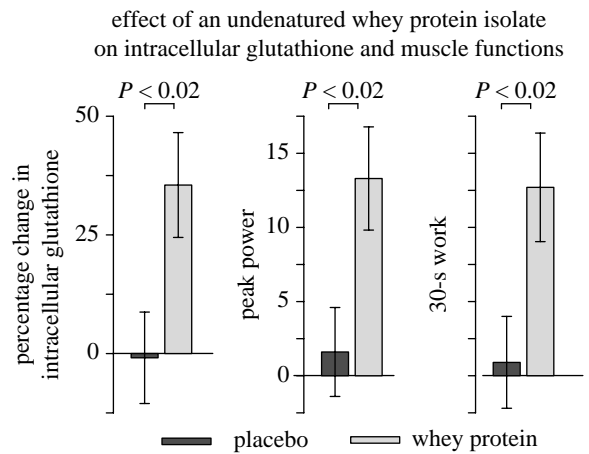 effect of an undenatured whey protein isolate
on intracellular glutathione and muscle functions
P < 0.02
P < 0.02
P < 0.02
percentage change in
intracellular glutathione
50
25
0
peak power
15
10
5
0
30-s work
placebo
whey protein